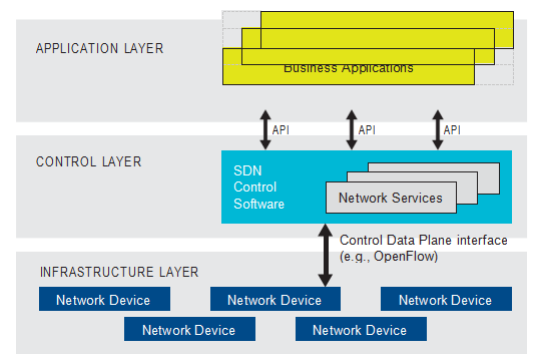 APPLICATION LAYER
Business Applications
API
API
API
CONTROL LAYER
SDN
Control
Software
Network Services
Control Data Plane interface
(e.g., OpenFlow)
INFRASTRUCTURE LAYER
Network Device
Network Device
Network Device
Network Device
Network Device